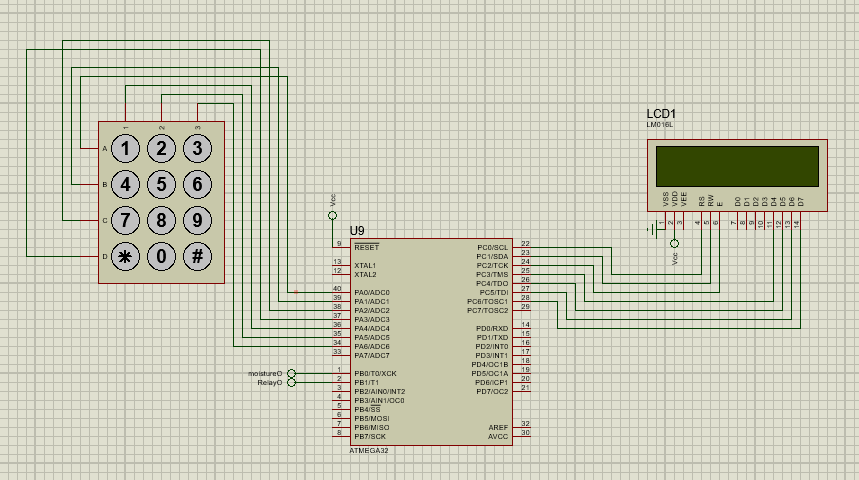 LCD1
LM016L
VSS
VDD
VEE
RS
RW
E
D0
D1
D2
D3
D4
D5
D6
D7
1
2
3
4
5
6
7
8
9
10
11
12
13
14
Vcc
1
2
3
A
B
C
D
1 2 3
4 5 6
7 8 9
* 0 #
Vcc
U9
9 RESET PC0/SCL 22
PC1/SDA 23
13 XTAL1 PC2/TCK 24
12 XTAL2 PC3/TMS 25
PC4/TDO 26
40 PA0/ADC0 PC5/TDI 27
39 PA1/ADC1 PC6/TOSC1 28
38 PA2/ADC2 PC7/TOSC2 29
37 PA3/ADC3
36 PA4/ADC4 PD0/RXD 14
35 PA5/ADC5 PD1/TXD 15
34 PA6/ADC6 PD2/INT0 16
33 PA7/ADC7 PD3/INT1 17
PD4/OC1B 18
moistureO 1 PB0/T0/XCK PD5/OC1A 19
RelayO 2 PB1/T1 PD6/ICP1 20
3 PB2/AIN0/INT2 PD7/OC2 21
4 PB3/AIN1/OC0
5 PB4/SS
6 PB5/MOSI
7 PB6/MISO AREF 32
8 PB7/SCK AVCC 30
ATMEGA32